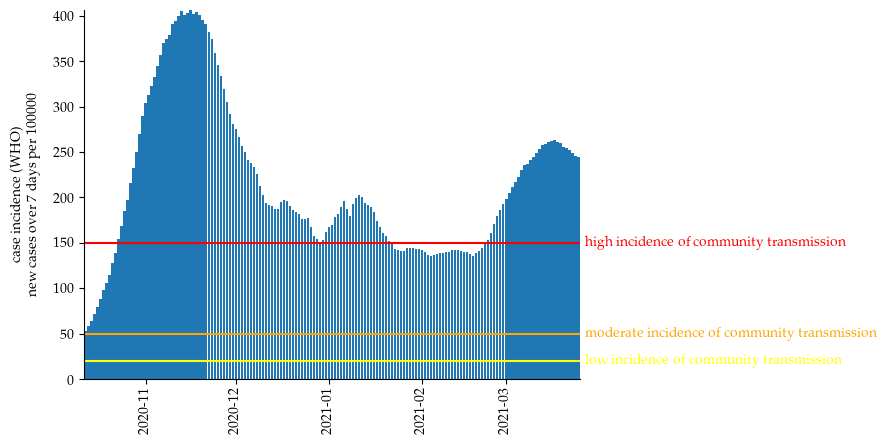 case incidence (WHO)
new cases over 7 days per 100000
400
350
300
250
200
150
100
50
0
high incidence of community transmission
moderate incidence of community transmission
low incidence of community transmission
2020-11
2020-12
2021-01
2021-02
2021-03